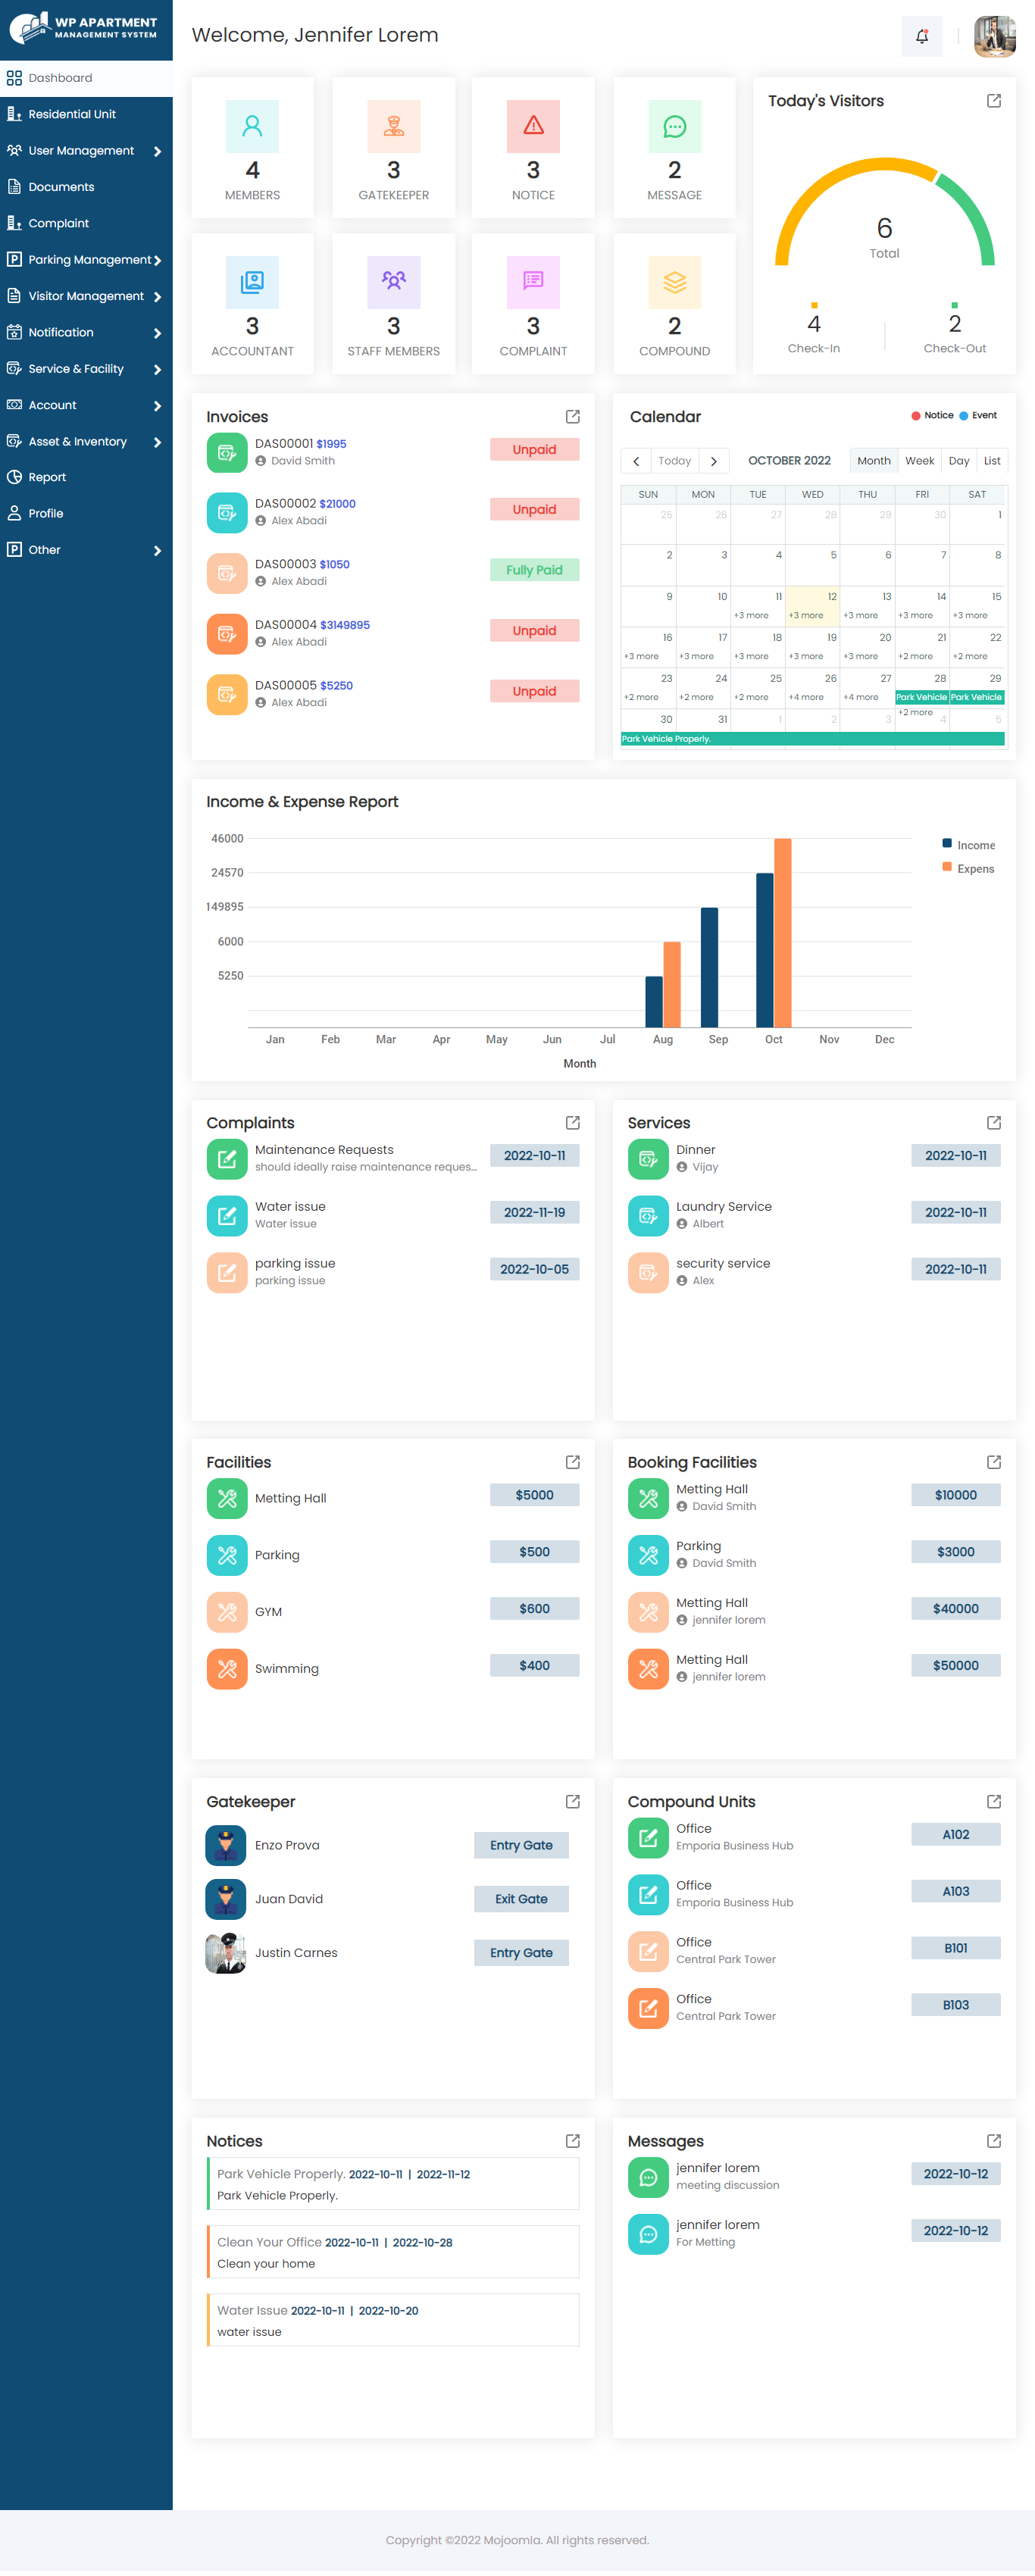 WP APARTMENT
MANAGEMENT SYSTEM
Dashboard
Residential Unit
User Management
Documents
Complaint
Parking Management
Visitor Management
Notification
Service & Facility
Account
Asset & Inventory
Report
Profile
Other
Welcome, Jennifer Lorem
4
MEMBERS
3
GATEKEEPER
3
NOTICE
2
MESSAGE
3
ACCOUNTANT
3
STAFF MEMBERS
3
COMPLAINT
2
COMPOUND
Today's Visitors
6
Total
4
Check-In
2
Check-Out
Invoices
DAS00001 $1995
David Smith
Unpaid
DAS00002 $21000
Alex Abadi
Unpaid
DAS00003 $1050
Alex Abadi
Fully Paid
DAS00004 $3149895
Alex Abadi
Unpaid
DAS00005 $5250
Alex Abadi
Unpaid
Calendar
Notice Event
Today OCTOBER 2022 Month Week Day List
SUN MON TUE WED THU FRI SAT
25 26 27 28 29 30 1
2 3 4 5 6 7 8
9 10 11 12 13 14 15
+3 more +3 more +3 more +3 more +3 more
16 17 18 19 20 21 22
+3 more +3 more +3 more +3 more +3 more +2 more +2 more
23 24 25 26 27 28 29
+2 more +2 more +2 more +4 more +4 more Park Vehicle Park Vehicle
+2 more
30 31 1 2 3 4 5
Park Vehicle Properly.
Income & Expense Report
46000
24570
149895
6000
5250
Income
Expens
Jan Feb Mar Apr May Jun Jul Aug Sep Oct Nov Dec
Month
Complaints
Maintenance Requests
should ideally raise maintenance reques...
2022-10-11
Water issue
Water issue
2022-11-19
parking issue
parking issue
2022-10-05
Services
Dinner
Vijay
2022-10-11
Laundry Service
Albert
2022-10-11
security service
Alex
2022-10-11
Facilities
Metting Hall
$5000
Parking
$500
GYM
$600
Swimming
$400
Booking Facilities
Metting Hall
David Smith
$10000
Parking
David Smith
$3000
Metting Hall
jennifer lorem
$40000
Metting Hall
jennifer lorem
$50000
Gatekeeper
Enzo Prova
Entry Gate
Juan David
Exit Gate
Justin Carnes
Entry Gate
Compound Units
Office
Emporia Business Hub
A102
Office
Emporia Business Hub
A103
Office
Central Park Tower
B101
Office
Central Park Tower
B103
Notices
Park Vehicle Properly. 2022-10-11 | 2022-11-12
Park Vehicle Properly.
Clean Your Office 2022-10-11 | 2022-10-28
Clean your home
Water Issue 2022-10-11 | 2022-10-20
water issue
Messages
jennifer lorem
meeting discussion
2022-10-12
jennifer lorem
For Metting
2022-10-12
Copyright ©2022 Mojoomla. All rights reserved.